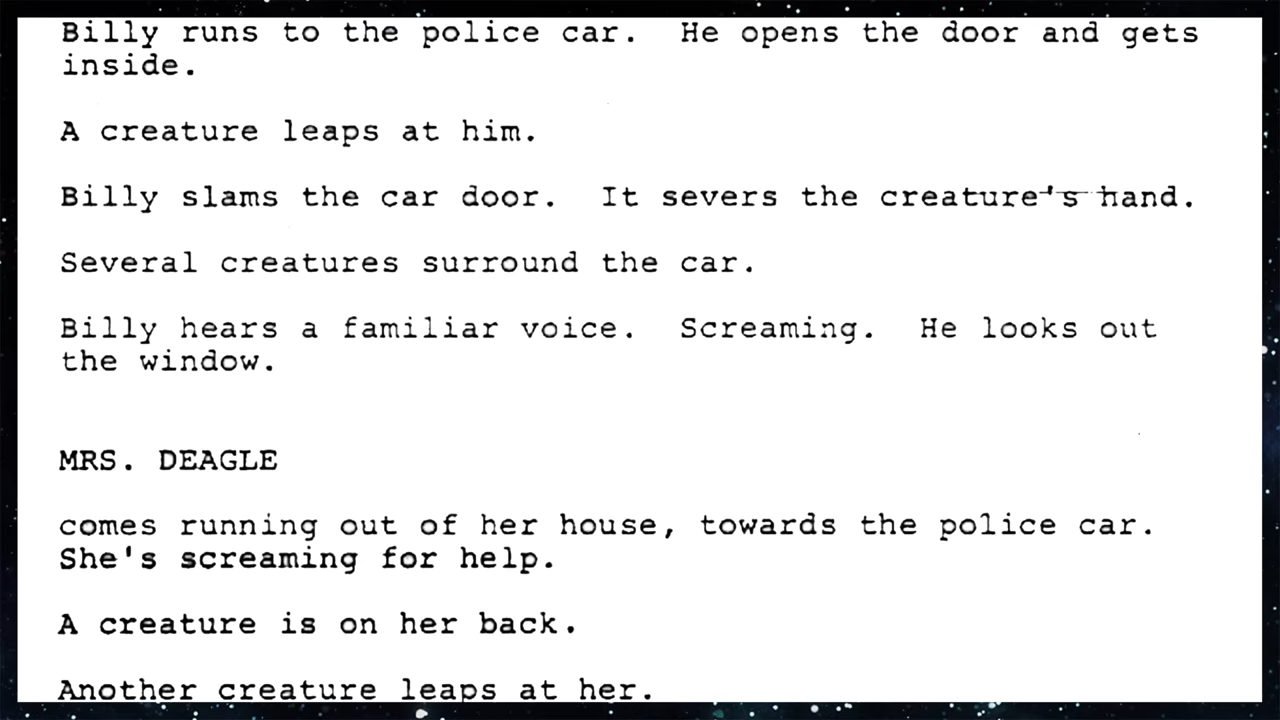 Billy runs to the police car.  He opens the door and gets
inside.
A creature leaps at him.
Billy slams the car door.  It severs the creature's hand.
Several creatures surround the car.
Billy hears a familiar voice.  Screaming.  He looks out
the window.
MRS. DEAGLE
comes running out of her house, towards the police car.
She's screaming for help.
A creature is on her back.
Another creature leaps at her.